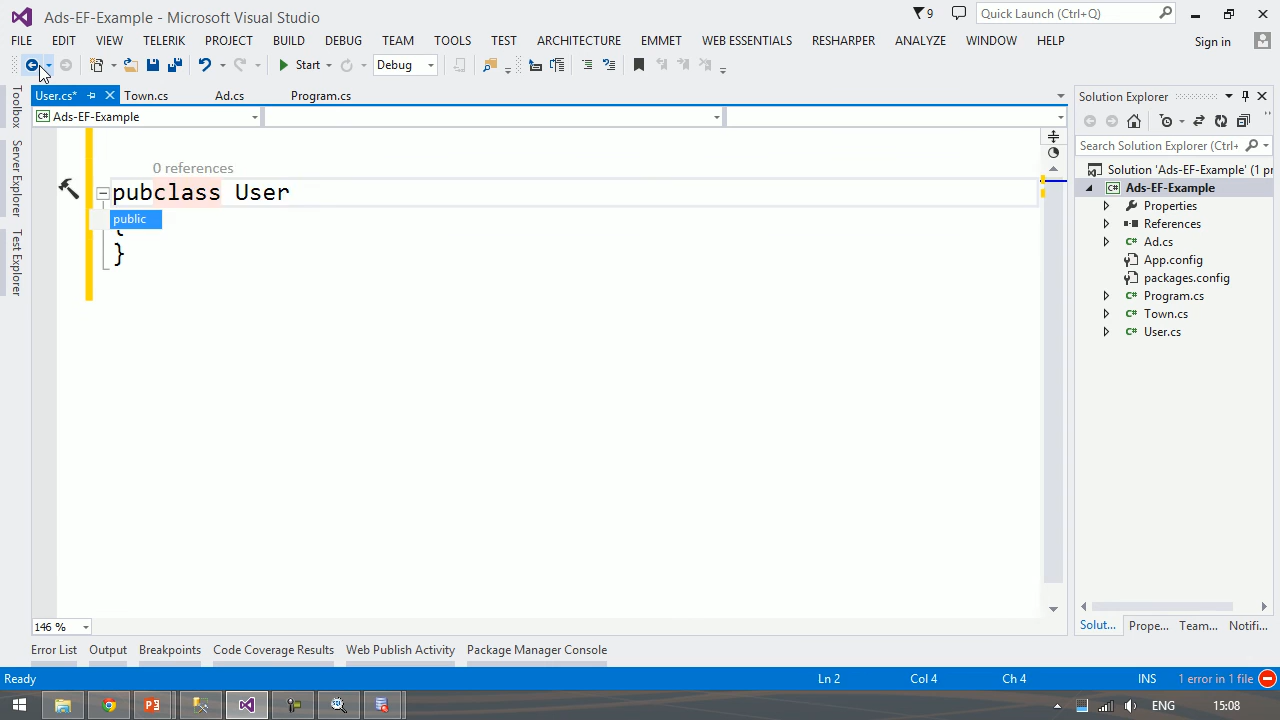 Ads-EF-Example - Microsoft Visual Studio
9
Quick Launch (Ctrl+Q)
FILE EDIT VIEW TELERIK PROJECT BUILD DEBUG TEAM TOOLS TEST ARCHITECTURE EMMET WEB ESSENTIALS RESHARPER ANALYZE WINDOW HELP
Sign in
Start Debug
Toolbox
Server Explorer
Test Explorer
User.cs* Town.cs Ad.cs Program.cs
C# Ads-EF-Example
0 references
pubclass User
public
{
}
146 %
Solution Explorer
Search Solution Explorer (Ctrl+
Solution 'Ads-EF-Example' (1 pr
C# Ads-EF-Example
Properties
References
C# Ad.cs
App.config
packages.config
C# Program.cs
C# Town.cs
C# User.cs
Solut... Prope... Team... Notifi...
Error List Output Breakpoints Code Coverage Results Web Publish Activity Package Manager Console
Ready Ln 2 Col 4 Ch 4 INS 1 error in 1 file
ENG 15:08